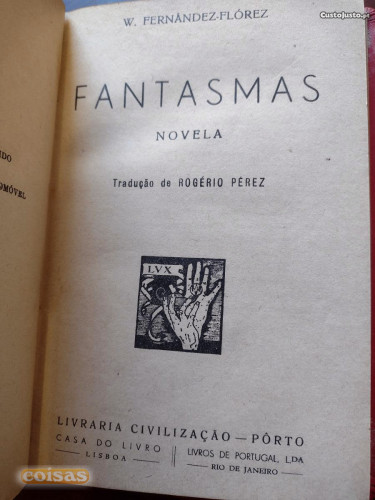 CustoJusto.pt
W. FERNÁNDEZ-FLÓREZ
FANTASMAS
NOVELA
Tradução de ROGÉRIO PÉREZ
LVX
LIVRARIA CIVILIZAÇÃO — PÔRTO
CASA DO LIVRO
— LISBOA —
LIVROS DE PORTUGAL, LDA
— RIO DE JANEIRO —
coisas